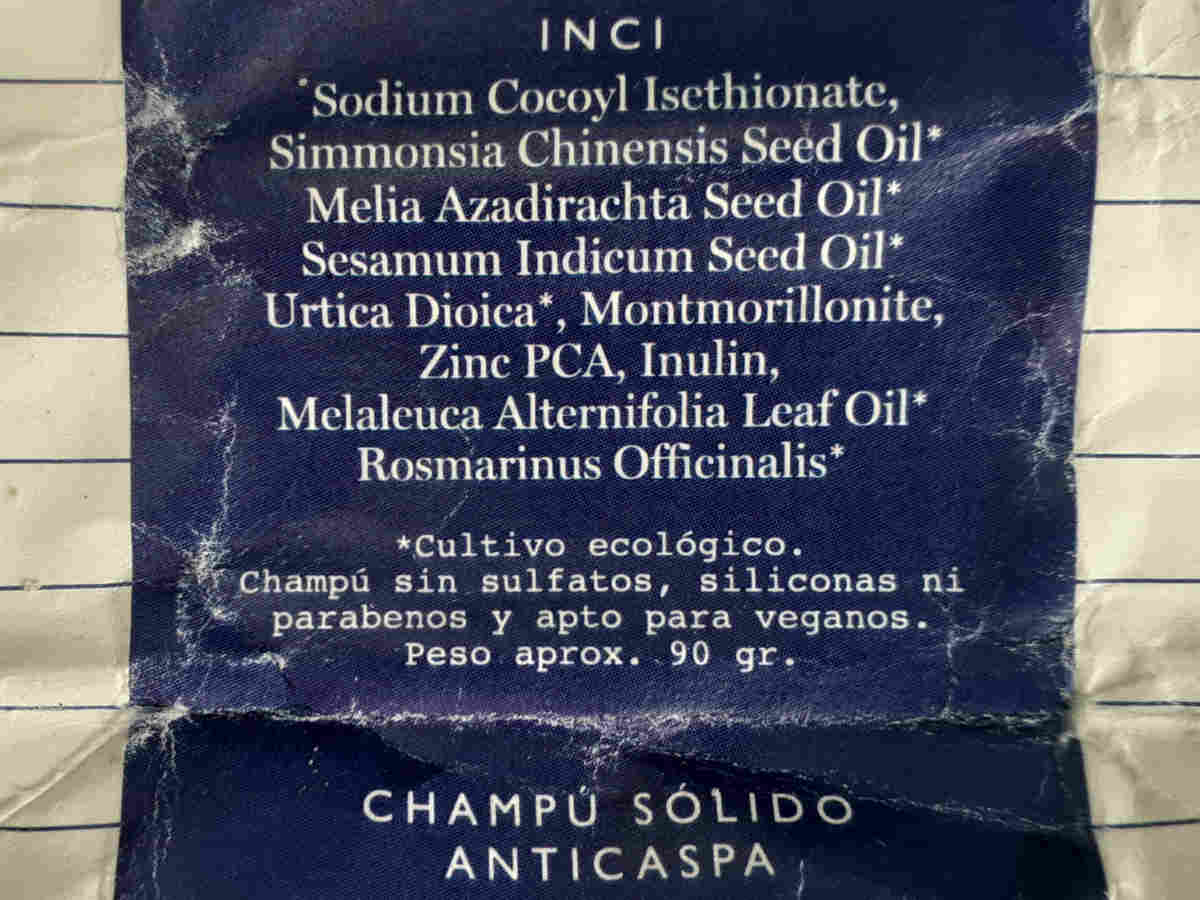 INCI
*Sodium Cocoyl Isethionate,
Simmonsia Chinensis Seed Oil*
Melia Azadirachta Seed Oil*
Sesamum Indicum Seed Oil*
Urtica Dioica*, Montmorillonite,
Zinc PCA, Inulin,
Melaleuca Alternifolia Leaf Oil*
Rosmarinus Officinalis*
*Cultivo ecológico.
Champú sin sulfatos, siliconas ni
parabenos y apto para veganos.
Peso aprox. 90 gr.
CHAMPÚ SÓLIDO
ANTICASPA